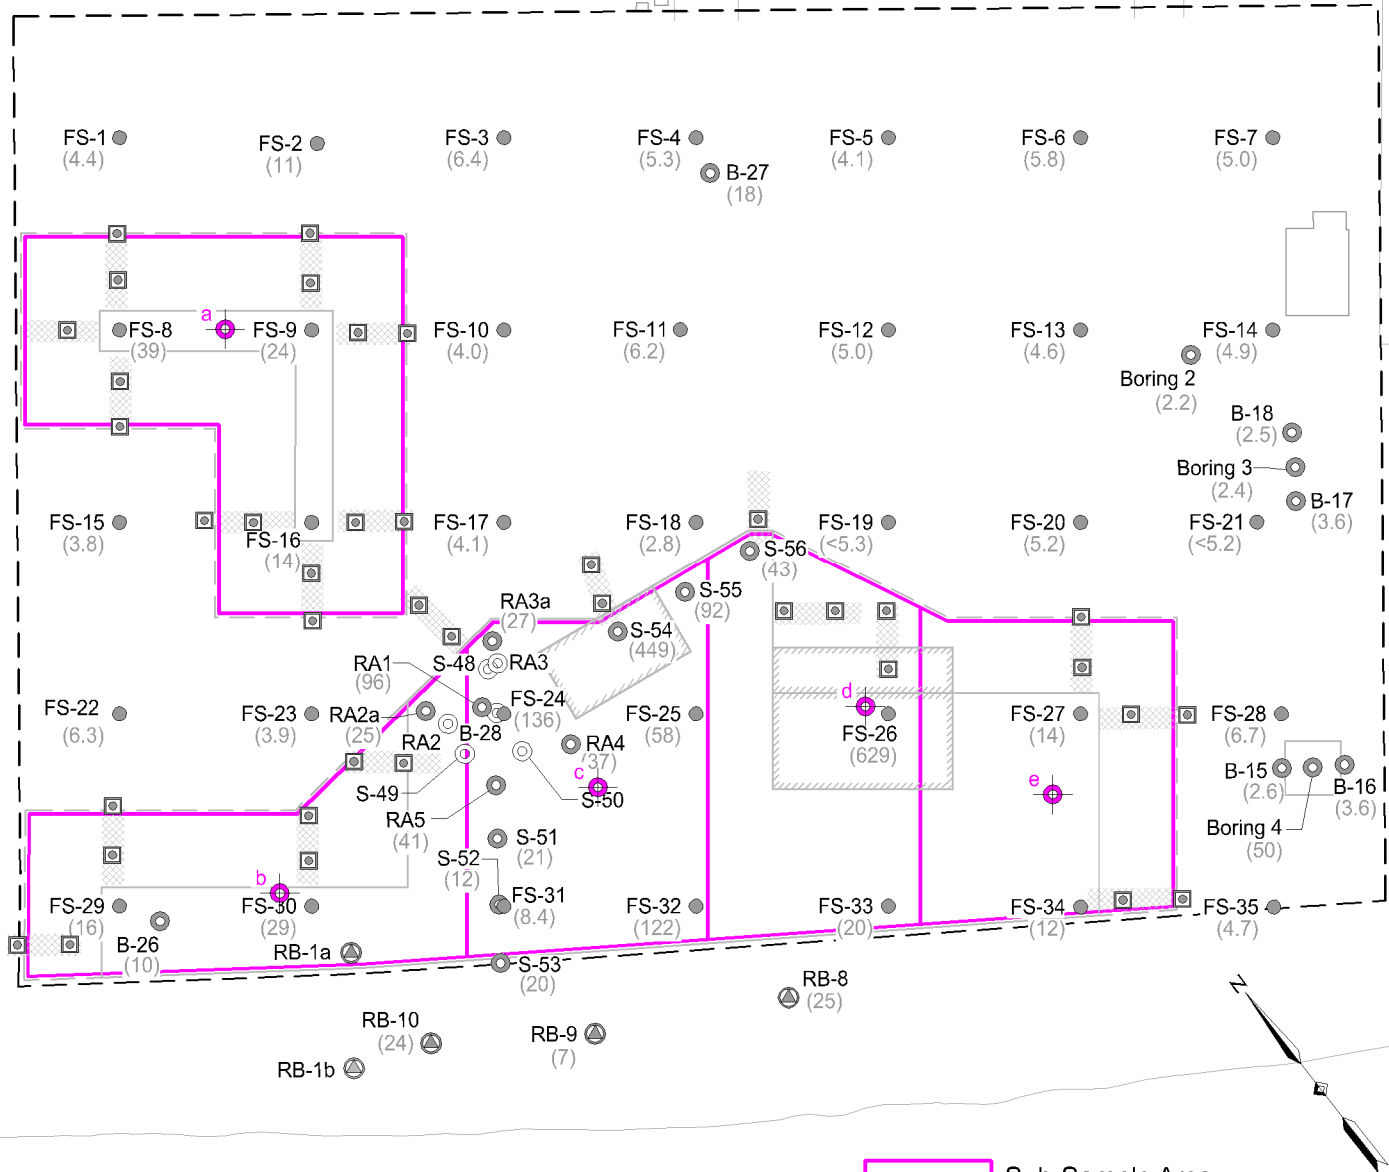 FS-1
(4.4)
FS-2
(11)
FS-3
(6.4)
FS-4
(5.3)
B-27
(18)
FS-5
(4.1)
FS-6
(5.8)
FS-7
(5.0)
a
FS-8
(39)
FS-9
(24)
FS-10
(4.0)
FS-11
(6.2)
FS-12
(5.0)
FS-13
(4.6)
FS-14
(4.9)
Boring 2
(2.2)
B-18
(2.5)
Boring 3
(2.4)
B-17
(3.6)
FS-15
(3.8)
FS-16
(14)
FS-17
(4.1)
FS-18
(2.8)
S-56
(43)
FS-19
(<5.3)
FS-20
(5.2)
FS-21
(<5.2)
RA3a
(27)
S-55
(92)
S-54
(449)
RA1
(96)
S-48
RA3
FS-22
(6.3)
FS-23
(3.9)
RA2a
(25)
RA2
B-28
FS-24
(136)
RA4
(37)
FS-25
(58)
d
FS-26
(629)
FS-27
(14)
FS-28
(6.7)
S-49
c
S-50
e
B-15
(2.6)
B-16
(3.6)
Boring 4
(50)
RA5
(41)
S-51
(21)
S-52
(12)
b
FS-29
(16)
B-26
(10)
FS-30
(29)
RB-1a
FS-31
(8.4)
FS-32
(122)
FS-33
(20)
FS-34
(12)
FS-35
(4.7)
S-53
(20)
RB-8
(25)
RB-10
(24)
RB-9
(7)
RB-1b
N
Sub-Sample Area